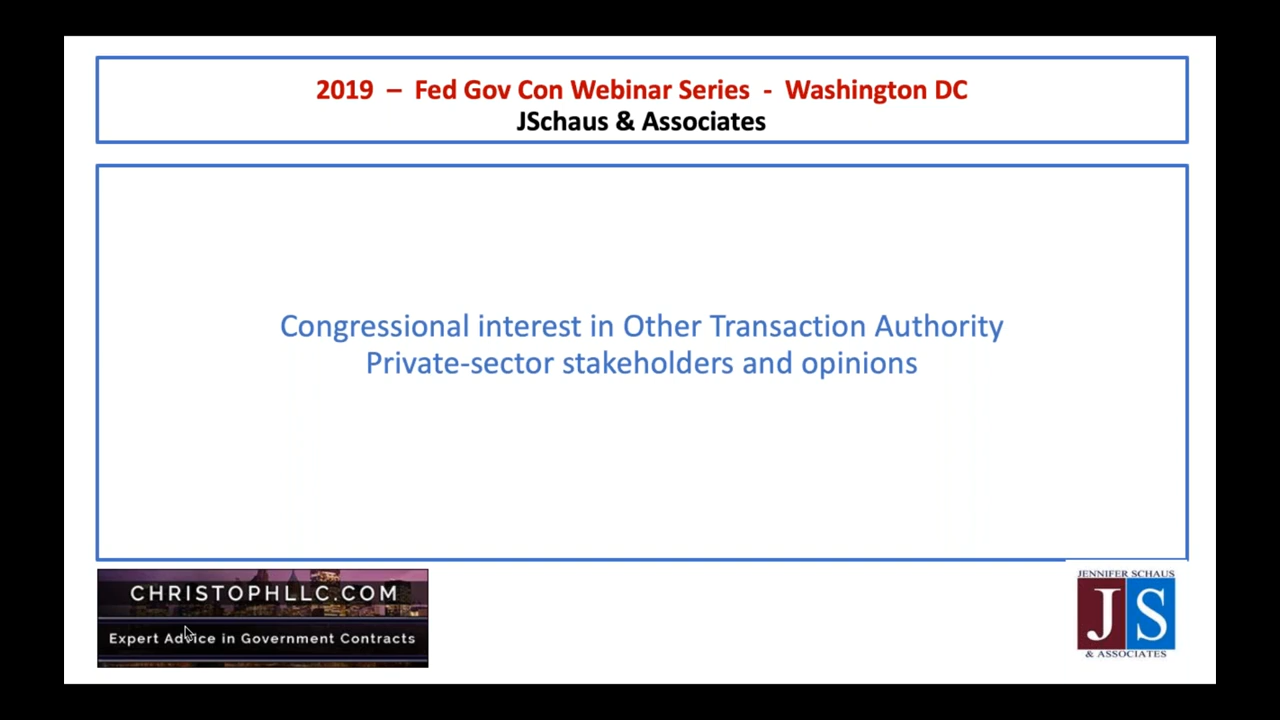 2019 – Fed Gov Con Webinar Series - Washington DC
JSchaus & Associates
Congressional interest in Other Transaction Authority
Private-sector stakeholders and opinions
CHRISTOPHLLC.COM
Expert Advice in Government Contracts
JENNIFER SCHAUS
JS
& ASSOCIATES